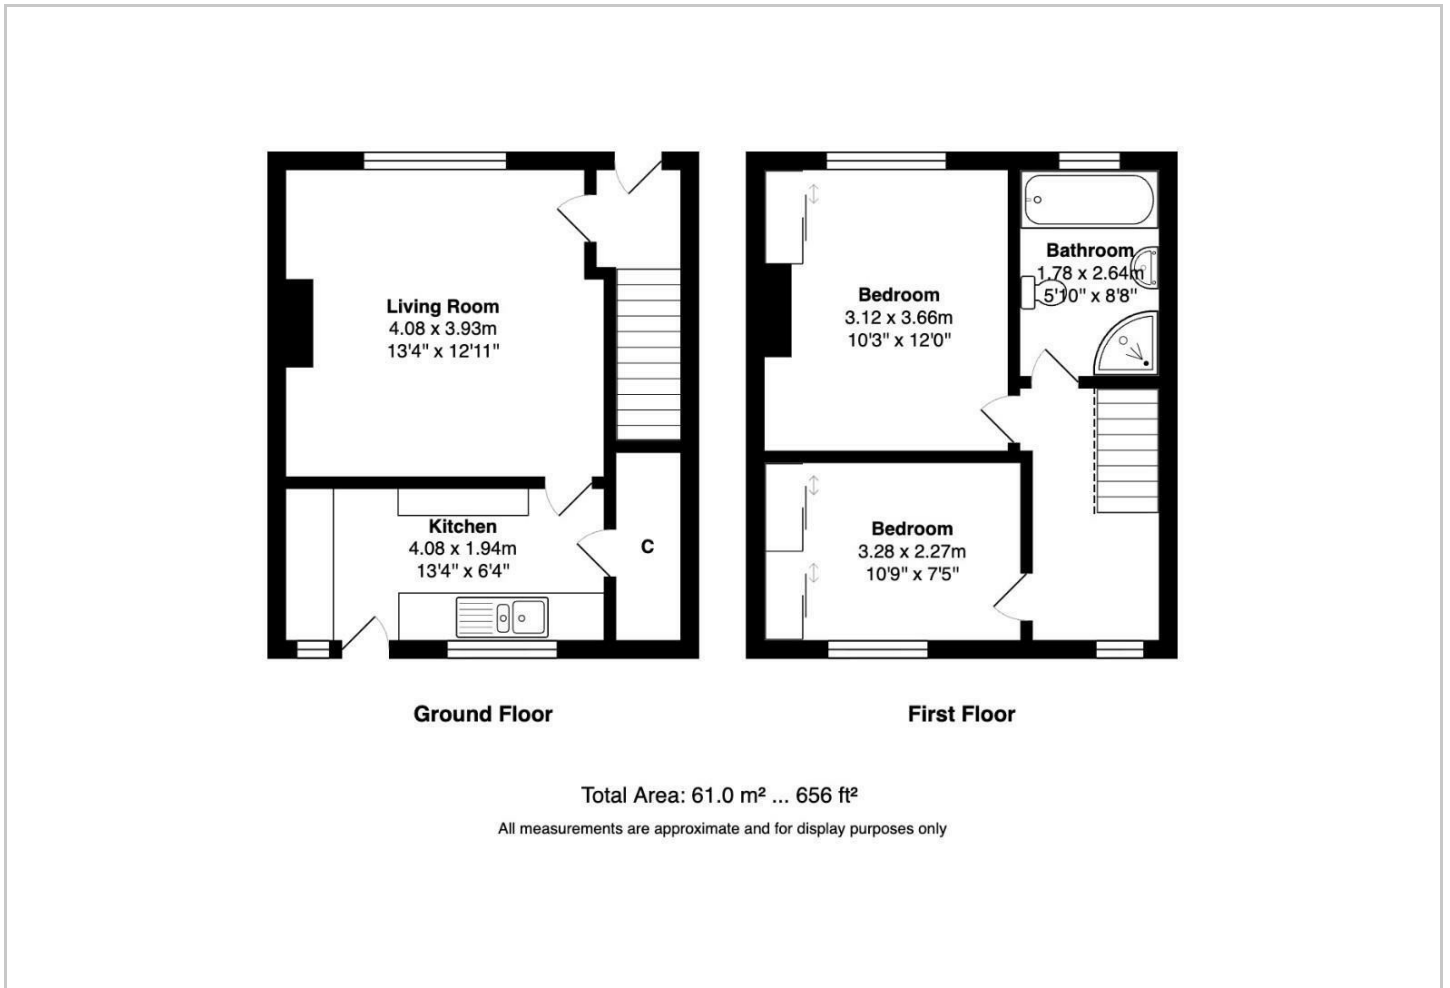 Living Room
4.08 x 3.93m
13'4" x 12'11"
Kitchen
4.08 x 1.94m
13'4" x 6'4"
C
Ground Floor
Bedroom
3.12 x 3.66m
10'3" x 12'0"
Bathroom
1.78 x 2.64m
5'10" x 8'8"
Bedroom
3.28 x 2.27m
10'9" x 7'5"
First Floor
Total Area: 61.0 m² ... 656 ft²
All measurements are approximate and for display purposes only